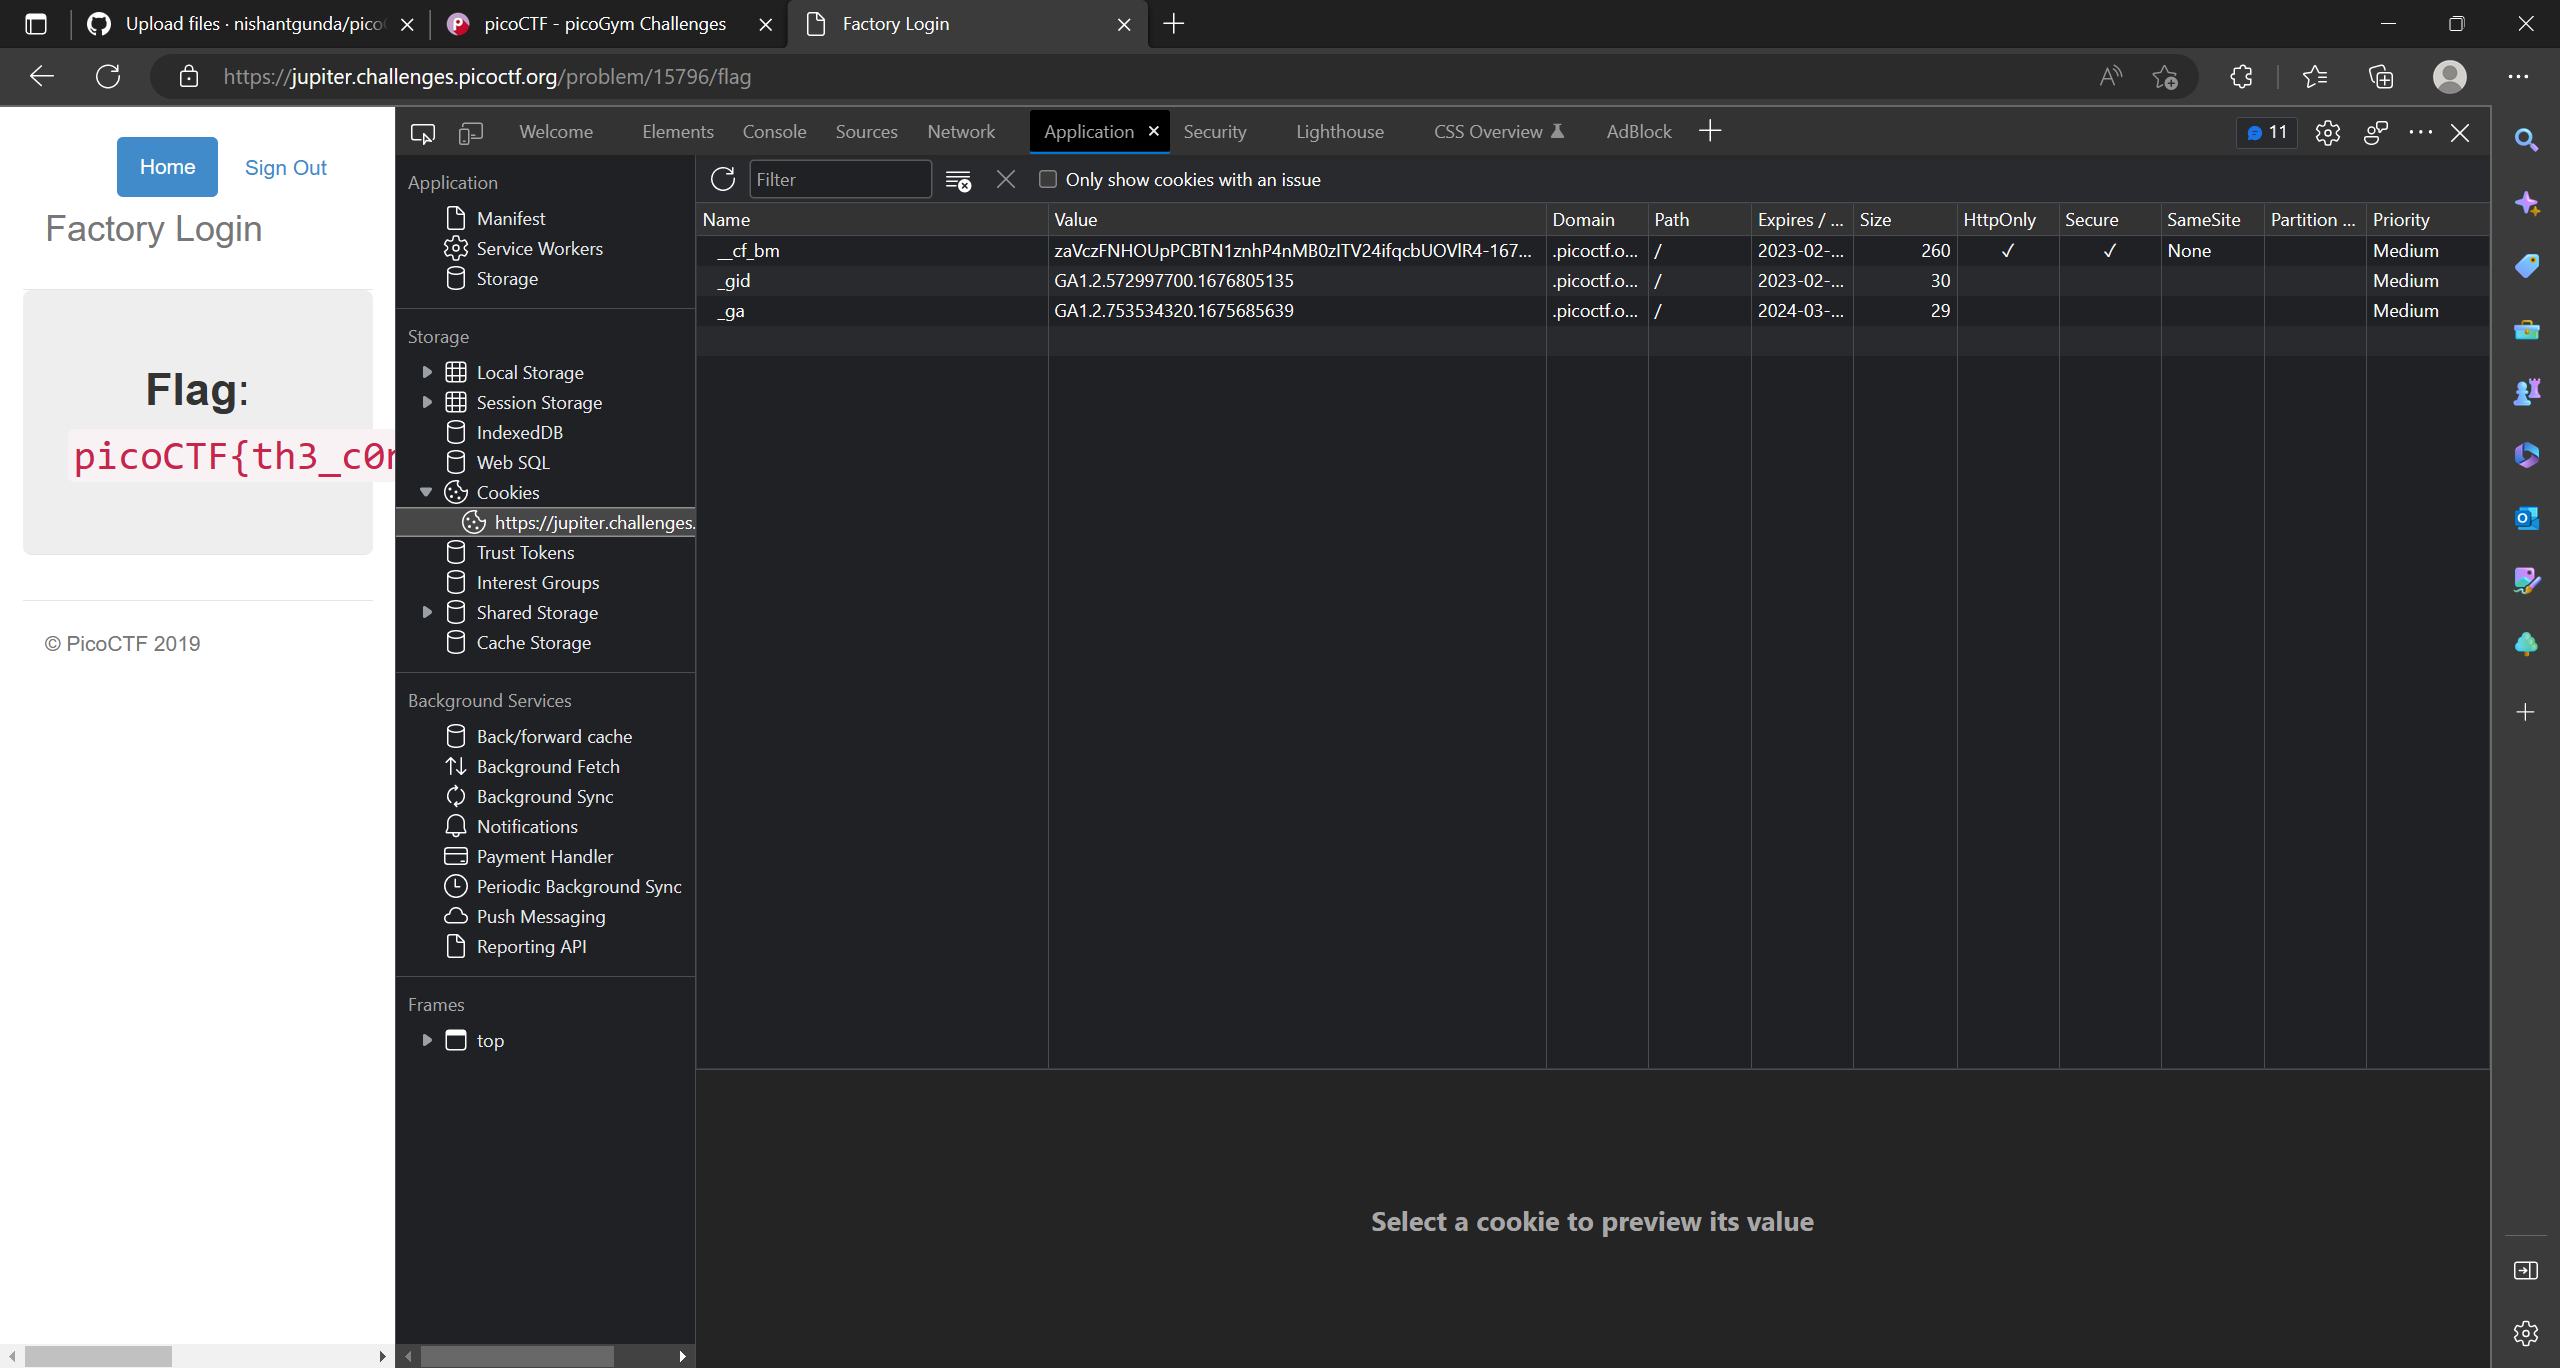 Upload files · nishantgunda/pico
picoCTF - picoGym Challenges
Factory Login
https://jupiter.challenges.picoctf.org/problem/15796/flag
Home
Sign Out
Factory Login
Flag:
picoCTF{th3_c0
© PicoCTF 2019
Welcome
Elements
Console
Sources
Network
Application
Security
Lighthouse
CSS Overview
AdBlock
11
Application
Manifest
Service Workers
Storage
Storage
Local Storage
Session Storage
IndexedDB
Web SQL
Cookies
https://jupiter.challenges.
Trust Tokens
Interest Groups
Shared Storage
Cache Storage
Background Services
Back/forward cache
Background Fetch
Background Sync
Notifications
Payment Handler
Periodic Background Sync
Push Messaging
Reporting API
Frames
top
Filter
Only show cookies with an issue
Name Value Domain Path Expires / ... Size HttpOnly Secure SameSite Partition ... Priority
__cf_bm zaVczFNHOUpPCBTN1znhP4nMB0zITV24ifqcbUOVlR4-167... .picoctf.o... / 2023-02-... 260 ✓ ✓ None Medium
_gid GA1.2.572997700.1676805135 .picoctf.o... / 2023-02-... 30 Medium
_ga GA1.2.753534320.1675685639 .picoctf.o... / 2024-03-... 29 Medium
Select a cookie to preview its value